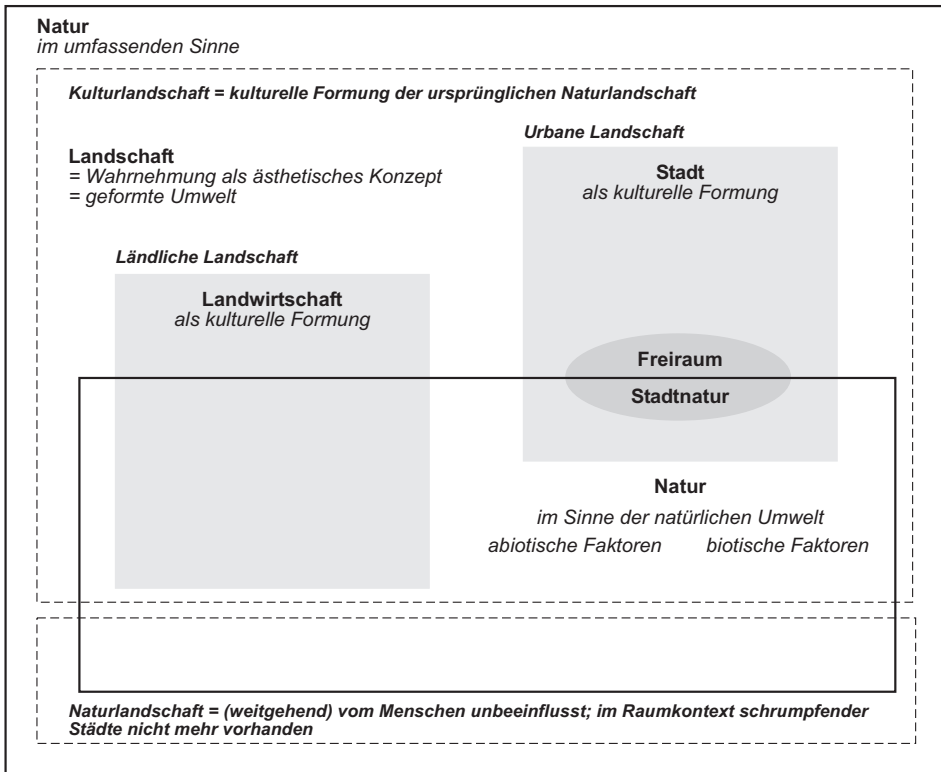 Natur
im umfassenden Sinne
Kulturlandschaft = kulturelle Formung der ursprünglichen Naturlandschaft
Urbane Landschaft
Landschaft
= Wahrnehmung als ästhetisches Konzept
= geformte Umwelt
Stadt
als kulturelle Formung
Ländliche Landschaft
Landwirtschaft
als kulturelle Formung
Freiraum
Stadtnatur
Natur
im Sinne der natürlichen Umwelt
abiotische Faktoren biotische Faktoren
Naturlandschaft = (weitgehend) vom Menschen unbeeinflusst; im Raumkontext schrumpfender
Städte nicht mehr vorhanden